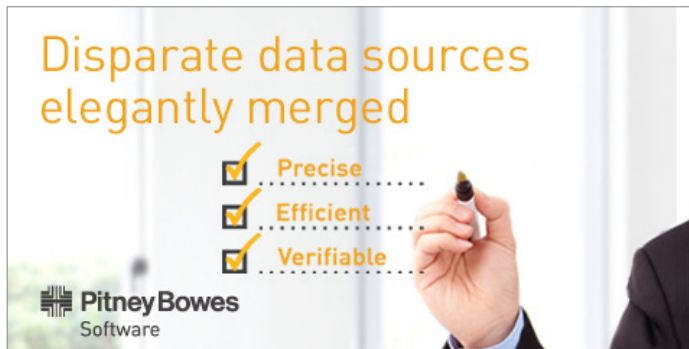 Disparate data sources
elegantly merged
Precise
Efficient
Verifiable
Pitney Bowes
Software